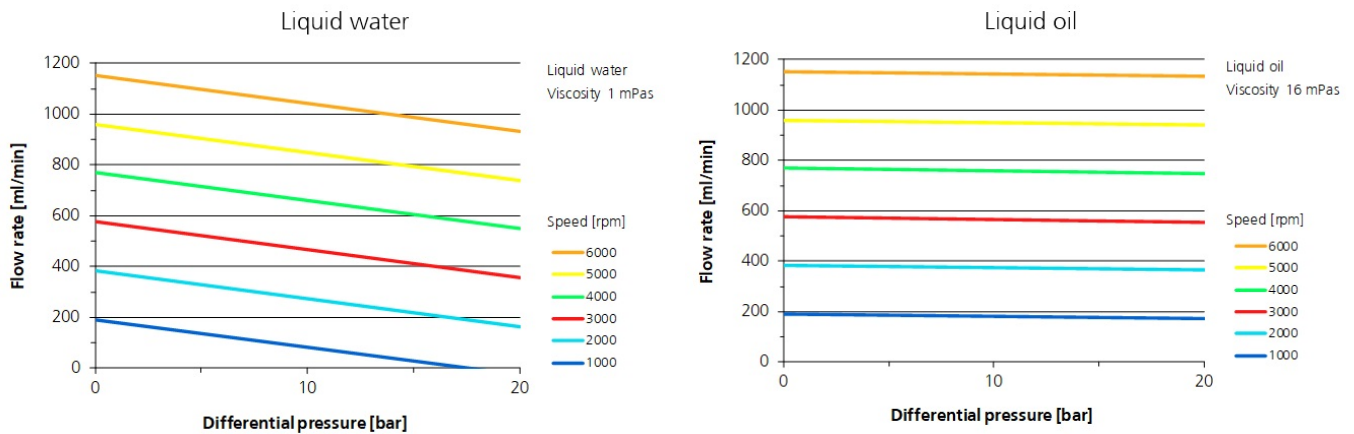 Liquid water
1200
1000
800
600
400
200
0
0
10
20
Flow rate [ml/min]
Differential pressure [bar]
Liquid water
Viscosity 1 mPas
Speed [rpm]
6000
5000
4000
3000
2000
1000
Liquid oil
1200
1000
800
600
400
200
0
0
10
20
Flow rate [ml/min]
Differential pressure [bar]
Liquid oil
Viscosity 16 mPas
Speed [rpm]
6000
5000
4000
3000
2000
1000